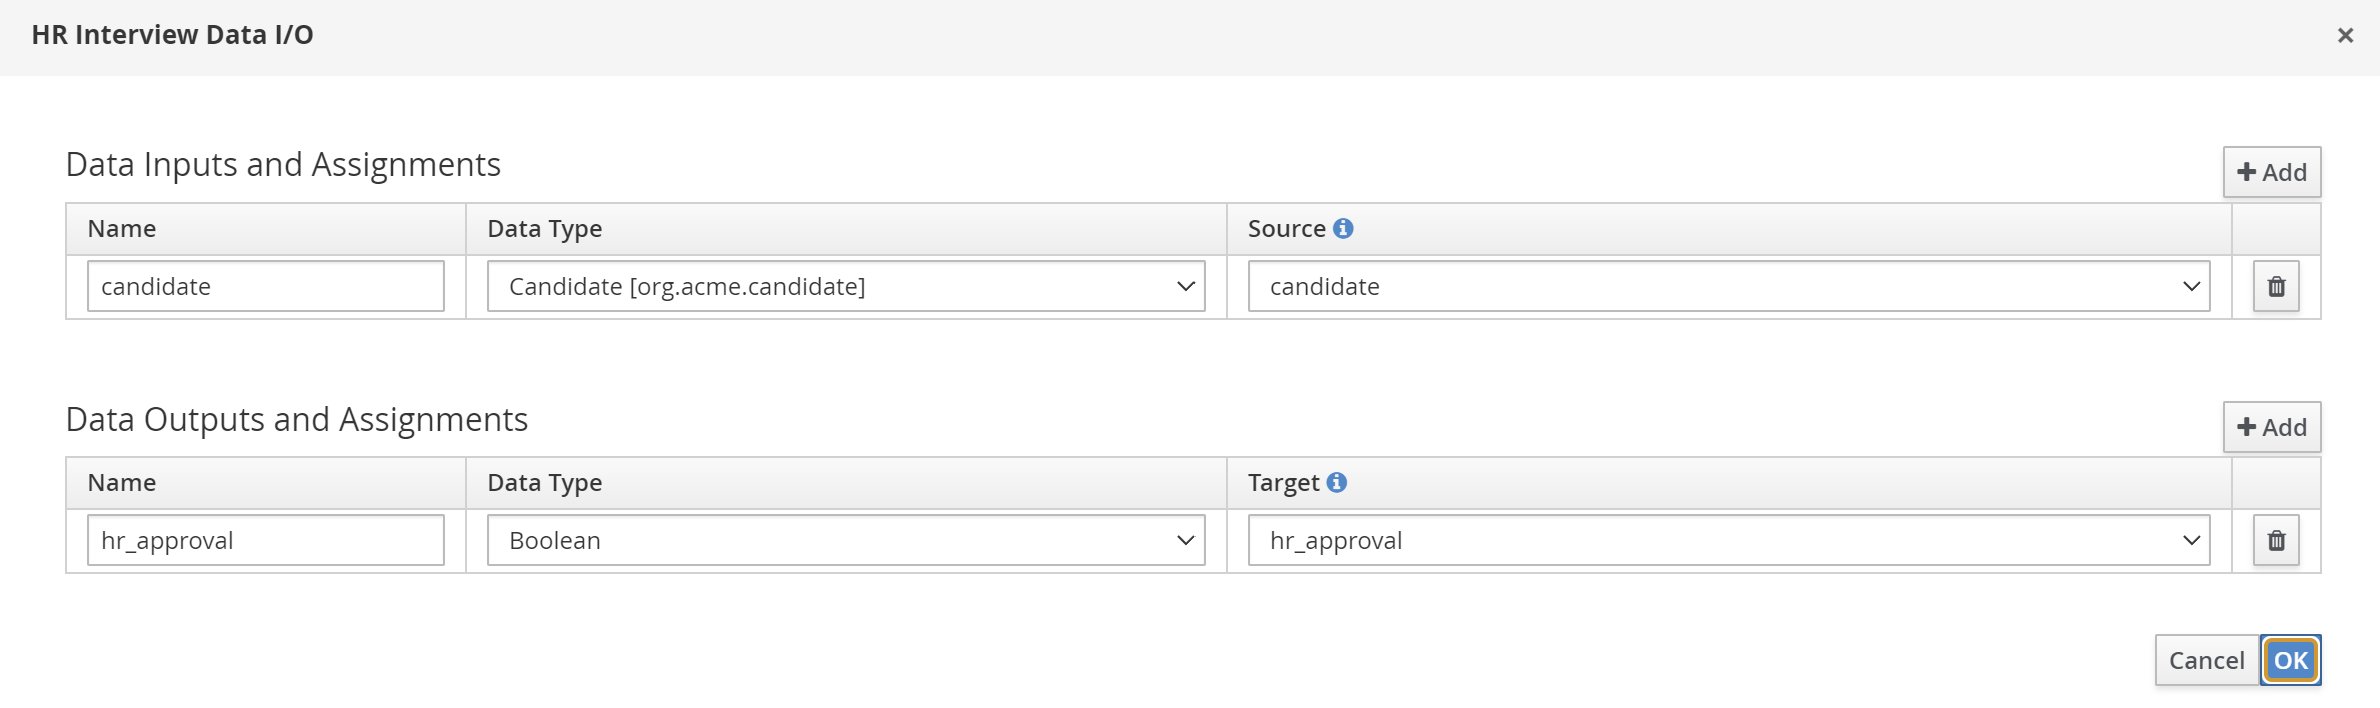 HR Interview Data I/O
Data Inputs and Assignments
Add
Name Data Type Source
candidate Candidate [org.acme.candidate] candidate
Data Outputs and Assignments
Add
Name Data Type Target
hr_approval Boolean hr_approval
Cancel OK